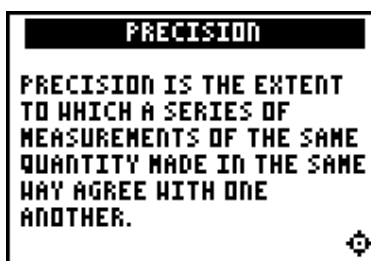 PRECISION
PRECISION IS THE EXTENT
TO WHICH A SERIES OF
MEASUREMENTS OF THE SAME
QUANTITY MADE IN THE SAME
WAY AGREE WITH ONE
ANOTHER.